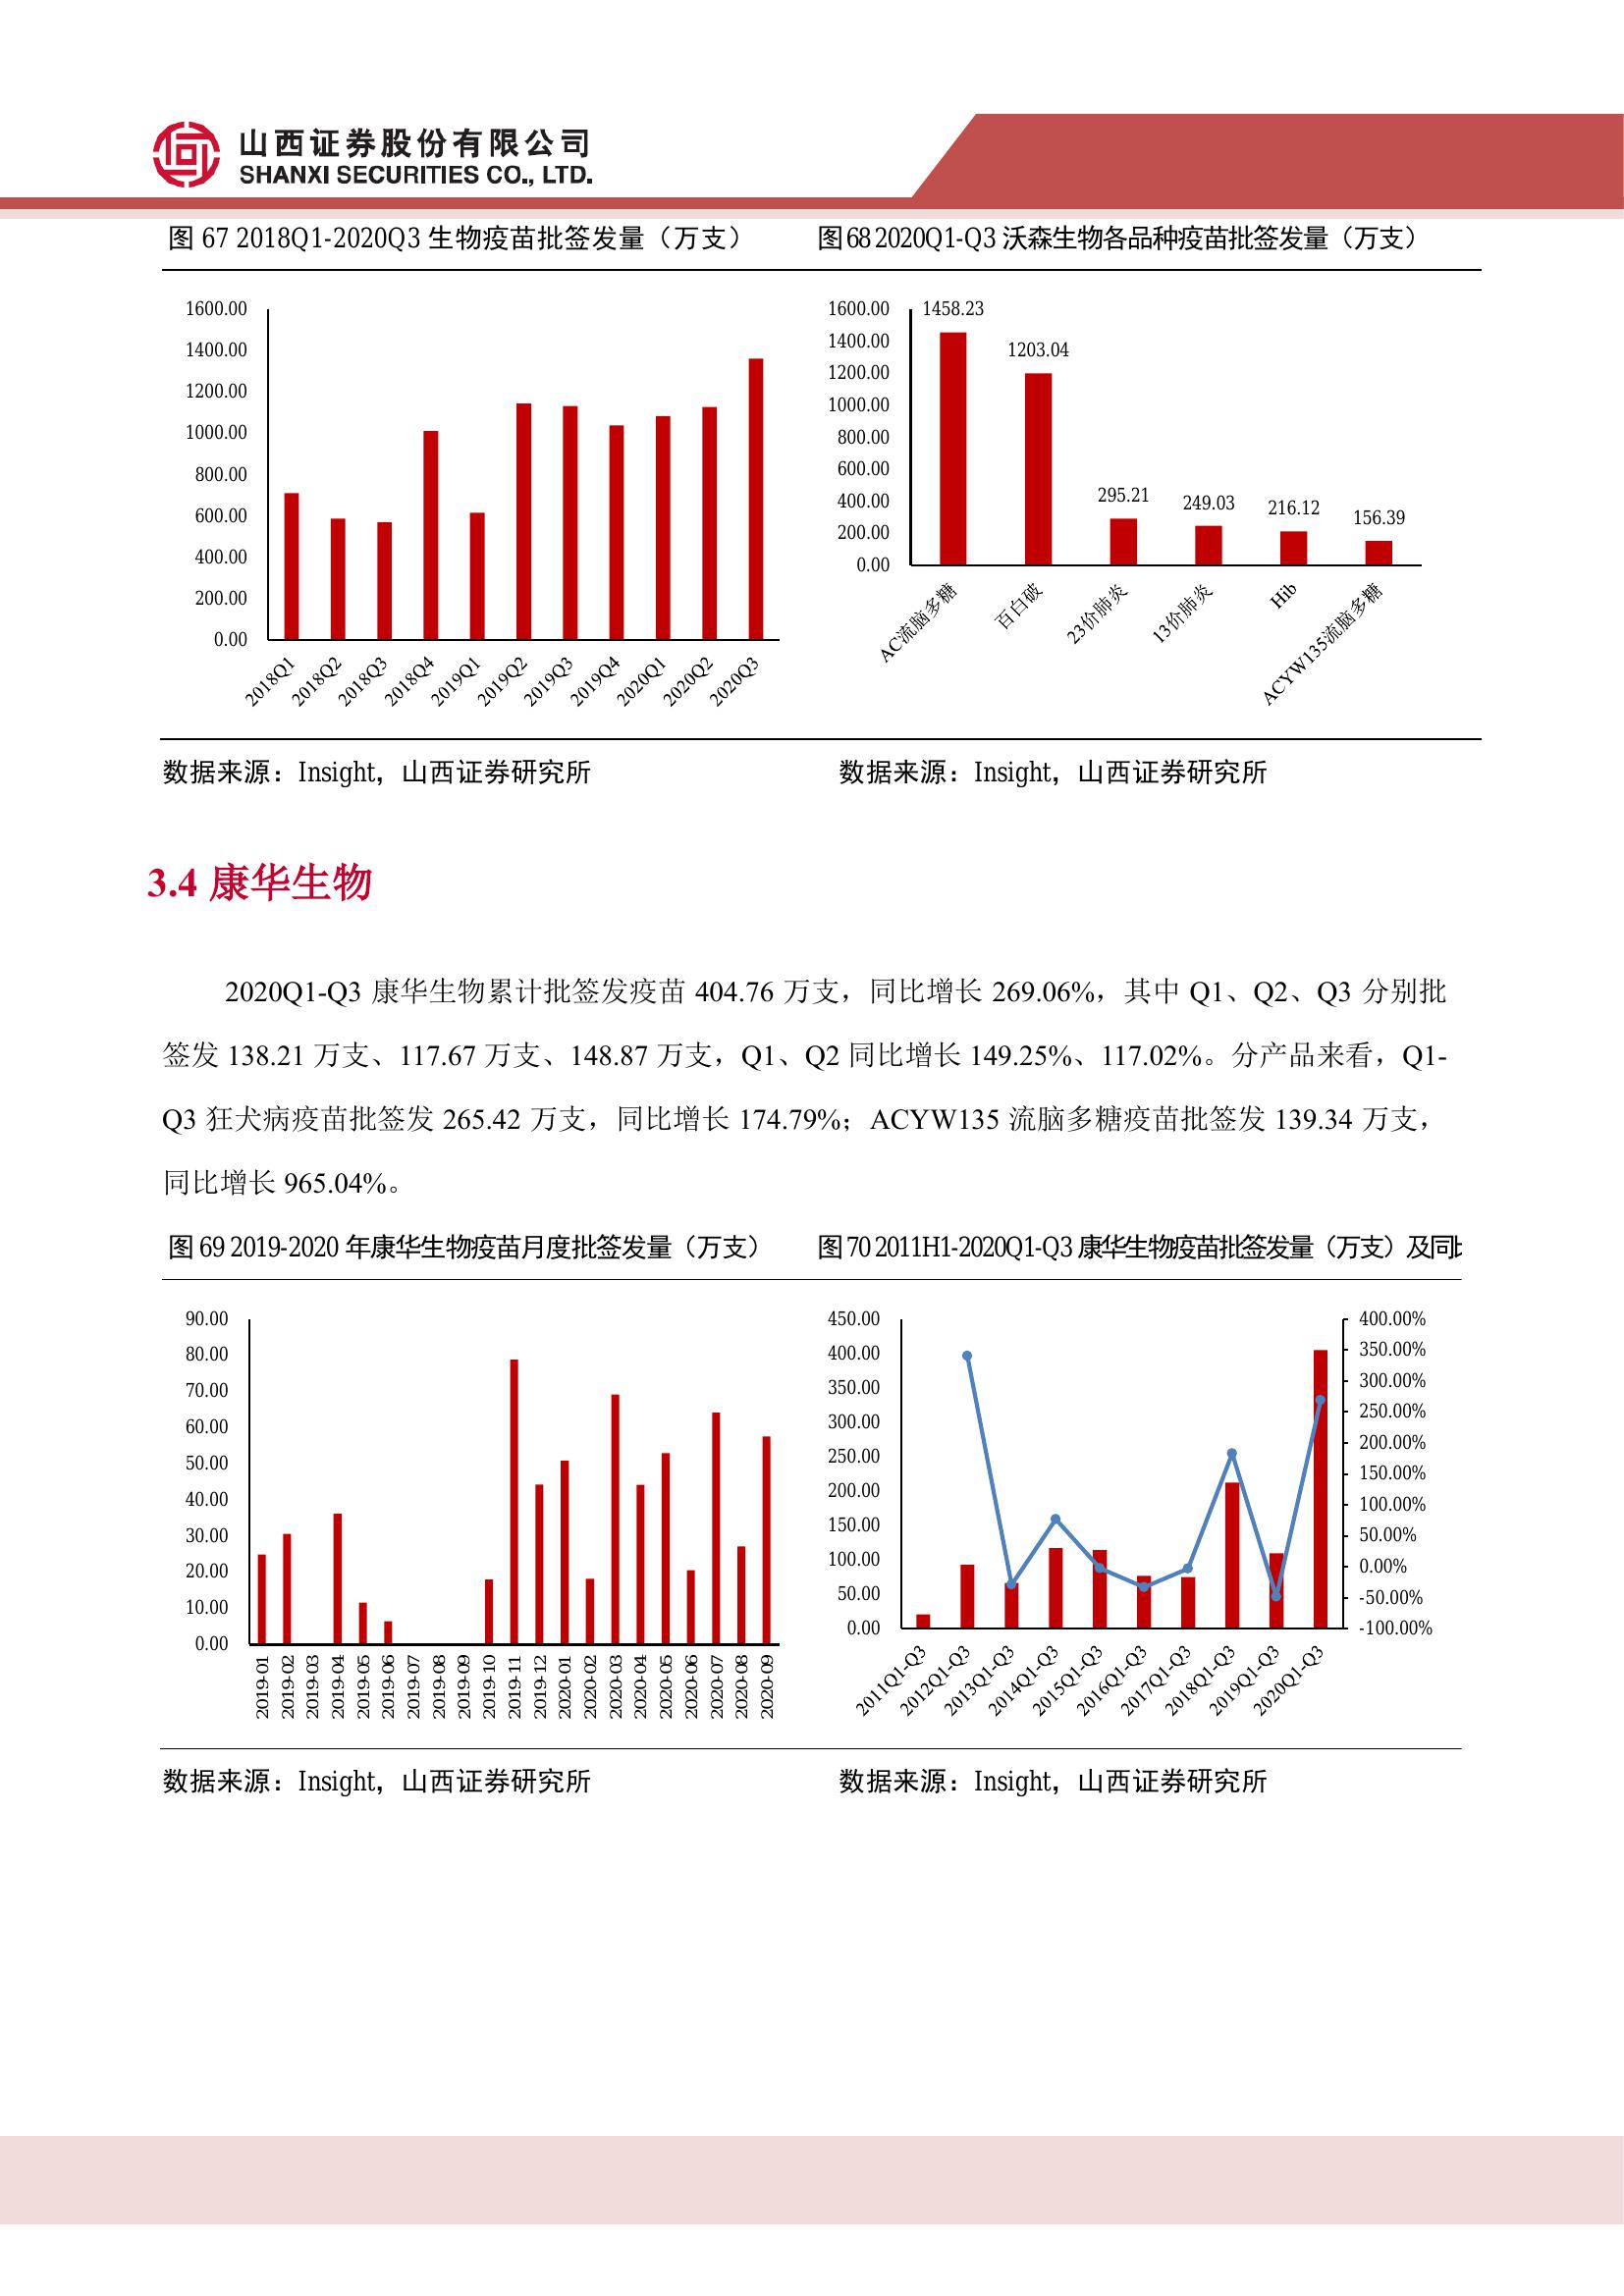 山西证券股份有限公司
SHANXI SECURITIES CO., LTD.
图 67 2018Q1-2020Q3 生物疫苗批签发量（万支）
图 68 2020Q1-Q3 沃森生物各品种疫苗批签发量（万支）
1600.00
1400.00
1200.00
1000.00
800.00
600.00
400.00
200.00
0.00
2018Q1
2018Q2
2018Q3
2018Q4
2019Q1
2019Q2
2019Q3
2019Q4
2020Q1
2020Q2
2020Q3
1600.00
1400.00
1200.00
1000.00
800.00
600.00
400.00
200.00
0.00
1458.23
1203.04
295.21
249.03
216.12
156.39
AC流脑多糖
百白破
23价肺炎
13价肺炎
Hib
ACYW135流脑多糖
数据来源：Insight，山西证券研究所
数据来源：Insight，山西证券研究所
3.4 康华生物
2020Q1-Q3 康华生物累计批签发疫苗 404.76 万支，同比增长 269.06%，其中 Q1、Q2、Q3 分别批
签发 138.21 万支、117.67 万支、148.87 万支，Q1、Q2 同比增长 149.25%、117.02%。分产品来看，Q1-
Q3 狂犬病疫苗批签发 265.42 万支，同比增长 174.79%；ACYW135 流脑多糖疫苗批签发 139.34 万支，
同比增长 965.04%。
图 69 2019-2020 年康华生物疫苗月度批签发量（万支）
图 70 2011H1-2020Q1-Q3 康华生物疫苗批签发量（万支）及同
90.00
80.00
70.00
60.00
50.00
40.00
30.00
20.00
10.00
0.00
2019-01
2019-02
2019-03
2019-04
2019-05
2019-06
2019-07
2019-08
2019-09
2019-10
2019-11
2019-12
2020-01
2020-02
2020-03
2020-04
2020-05
2020-06
2020-07
2020-08
2020-09
450.00
400.00
350.00
300.00
250.00
200.00
150.00
100.00
50.00
0.00
400.00%
350.00%
300.00%
250.00%
200.00%
150.00%
100.00%
50.00%
0.00%
-50.00%
-100.00%
2011Q1-Q3
2012Q1-Q3
2013Q1-Q3
2014Q1-Q3
2015Q1-Q3
2016Q1-Q3
2017Q1-Q3
2018Q1-Q3
2019Q1-Q3
2020Q1-Q3
数据来源：Insight，山西证券研究所
数据来源：Insight，山西证券研究所